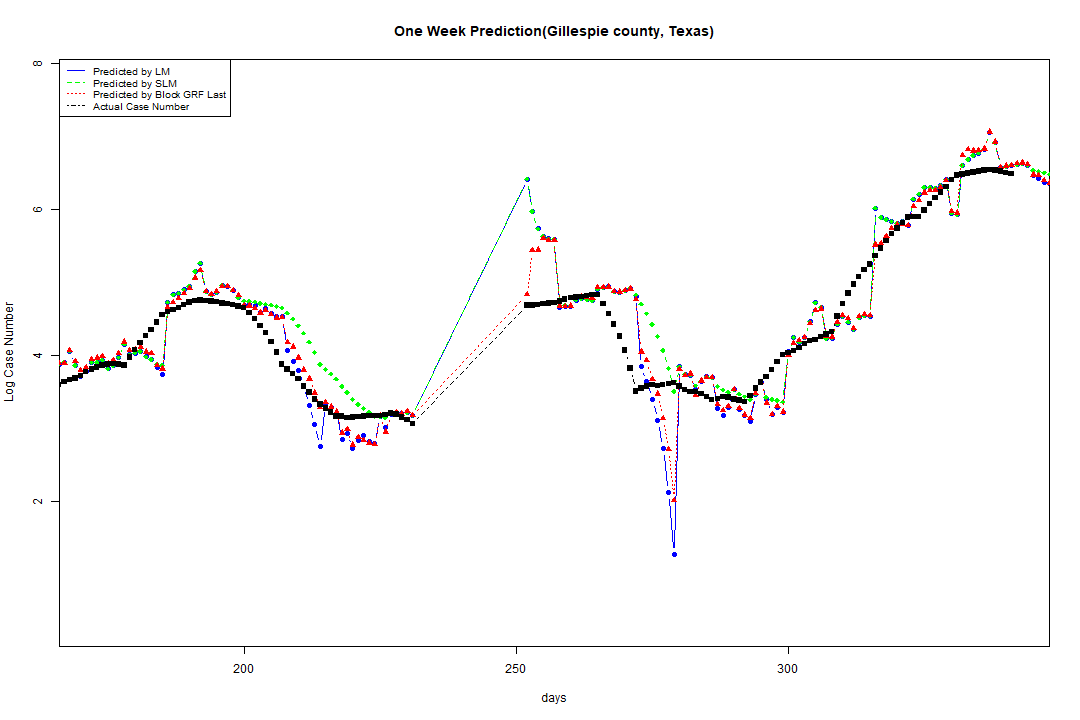 One Week Prediction(Gillespie county, Texas)
Predicted by LM
Predicted by SLM
Predicted by Block GRF Last
Actual Case Number
8
6
4
2
Log Case Number
200
250
300
days